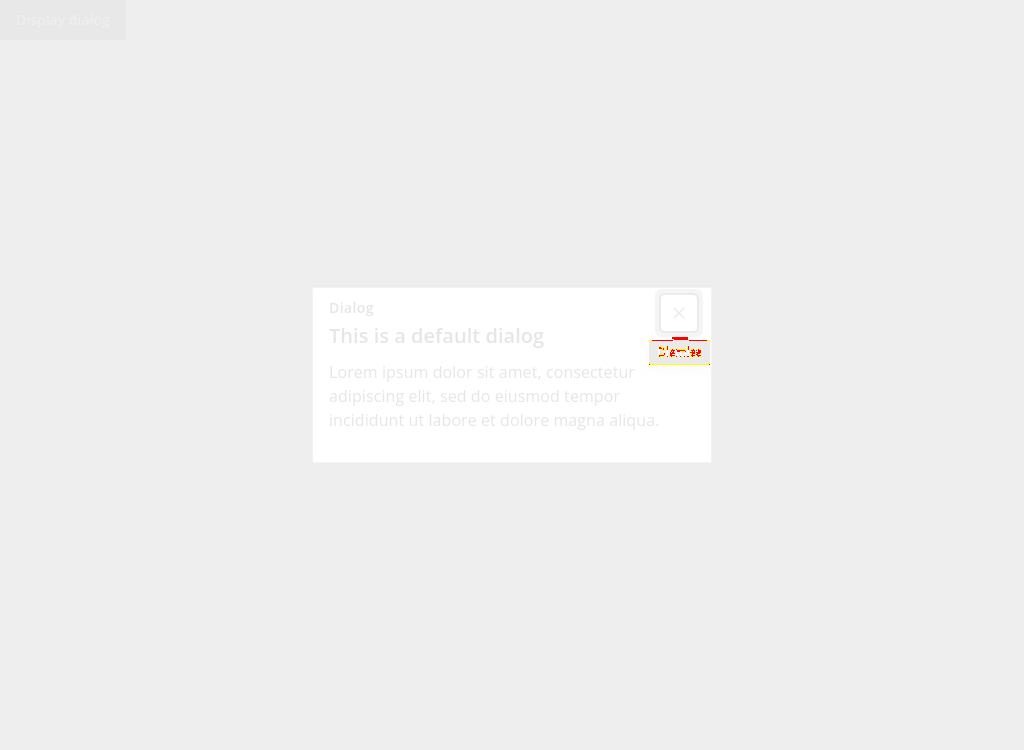 Display dialog
Dialog
This is a default dialog
Lorem ipsum dolor sit amet, consectetur
adipiscing elit, sed do eiusmod tempor
incididunt ut labore et dolore magna aliqua.